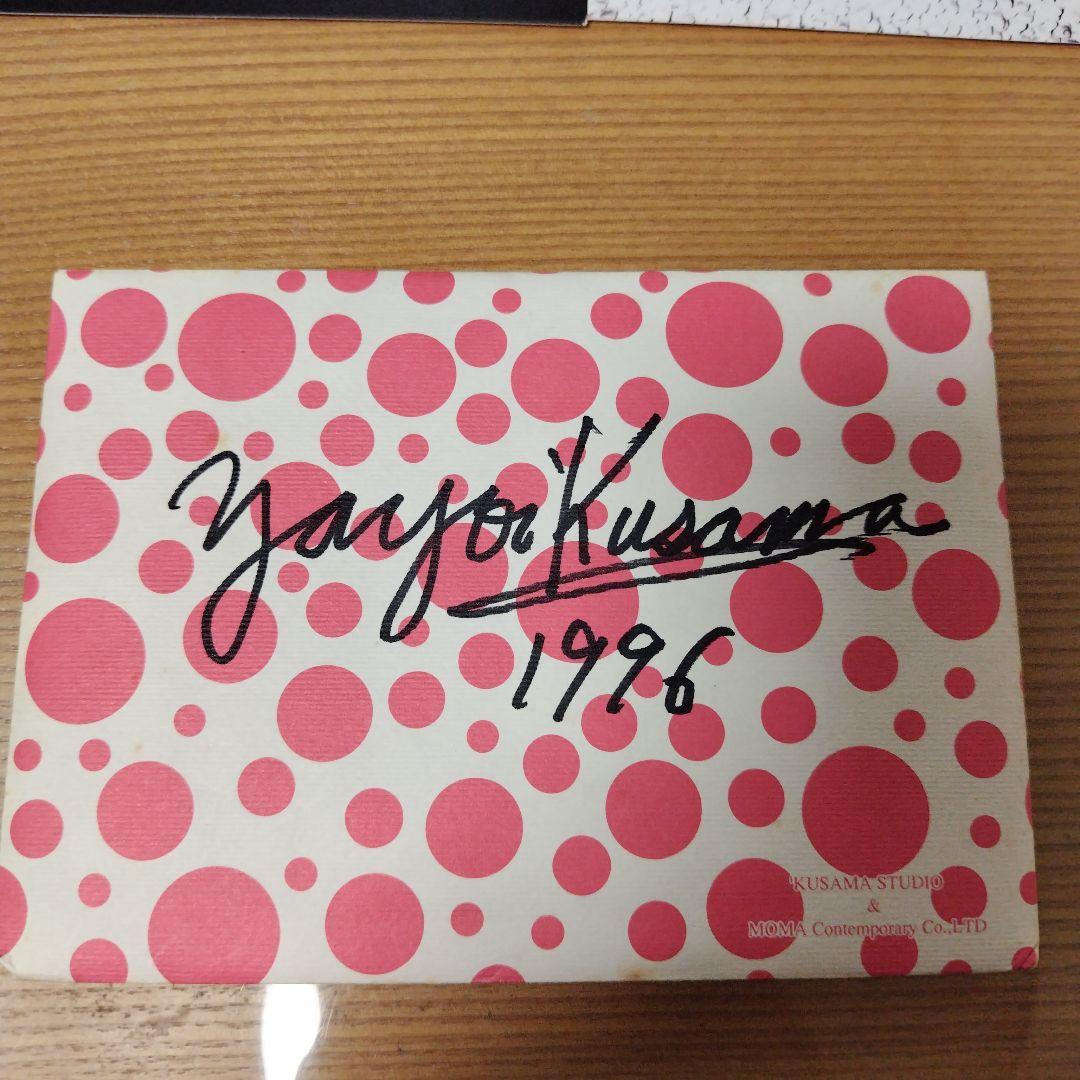 Yayoi Kusama
1996
KUSAMA STUDIO
&
MOMA Contemporary Co.,LTD